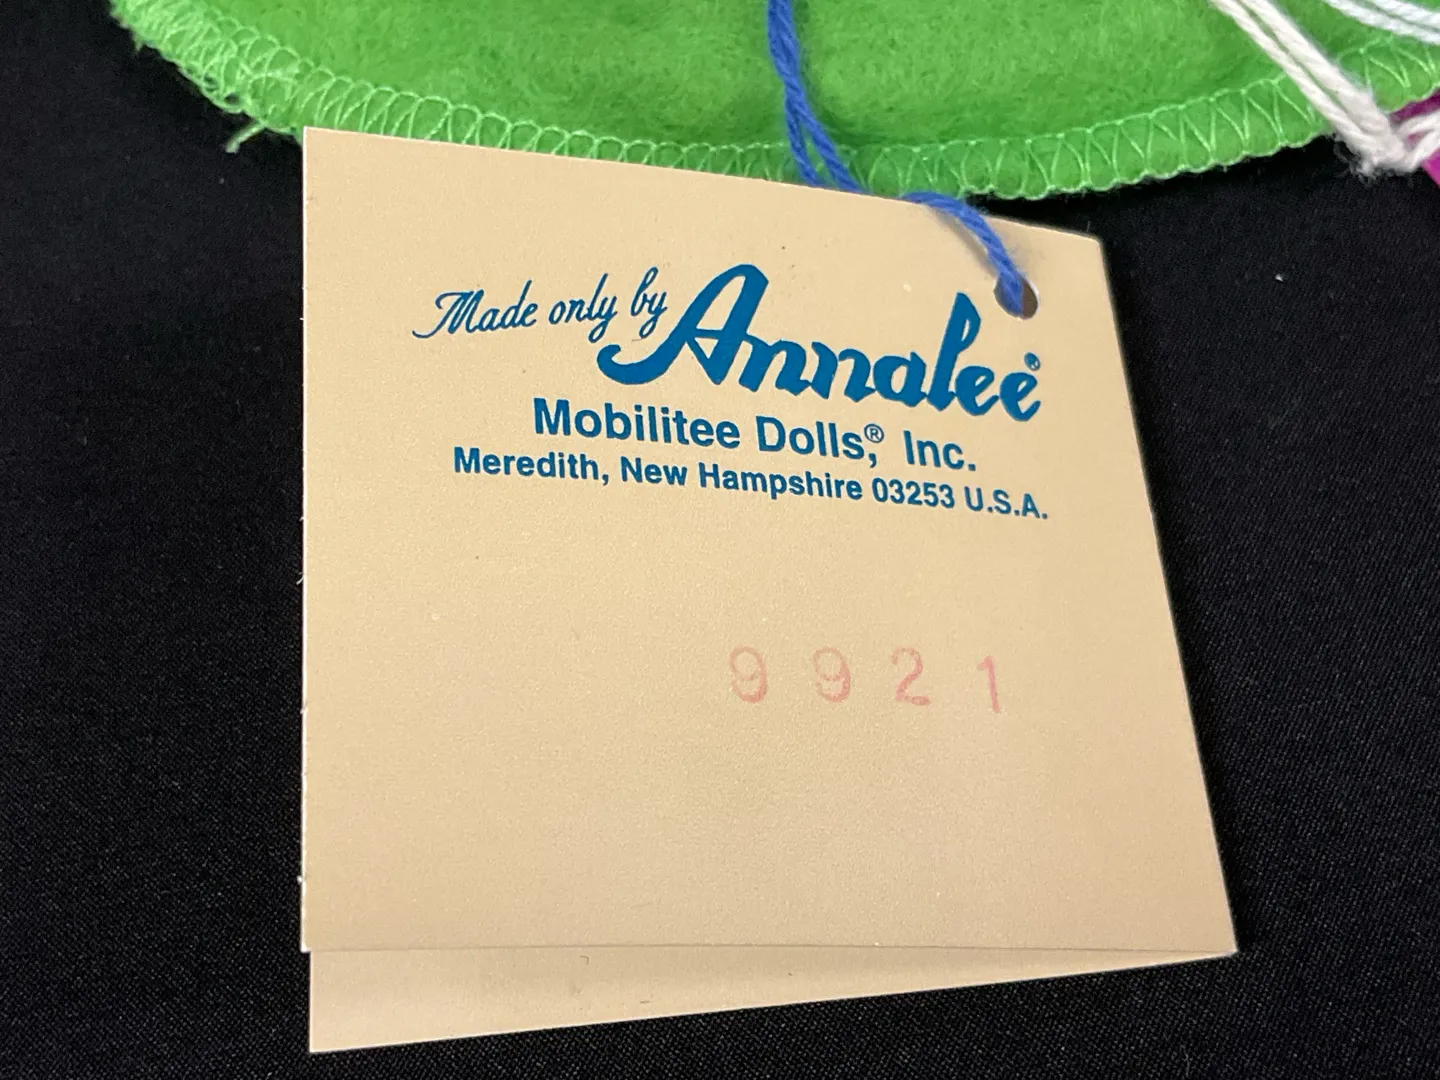 Made only by Annalee®
Mobilitee Dolls,® Inc.
Meredith, New Hampshire 03253 U.S.A.
9921